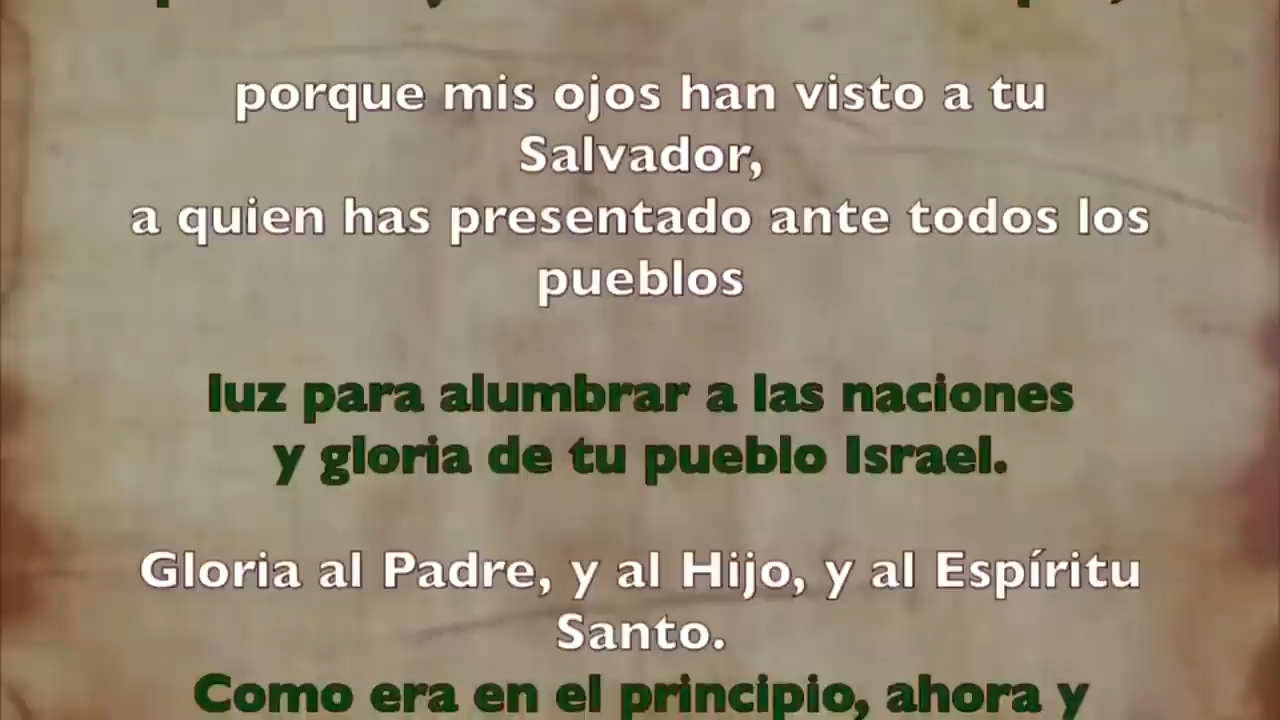 porque mis ojos han visto a tu
Salvador,
a quien has presentado ante todos los
pueblos
luz para alumbrar a las naciones
y gloria de tu pueblo Israel.
Gloria al Padre, y al Hijo, y al Espíritu
Santo.
Como era en el principio, ahora y